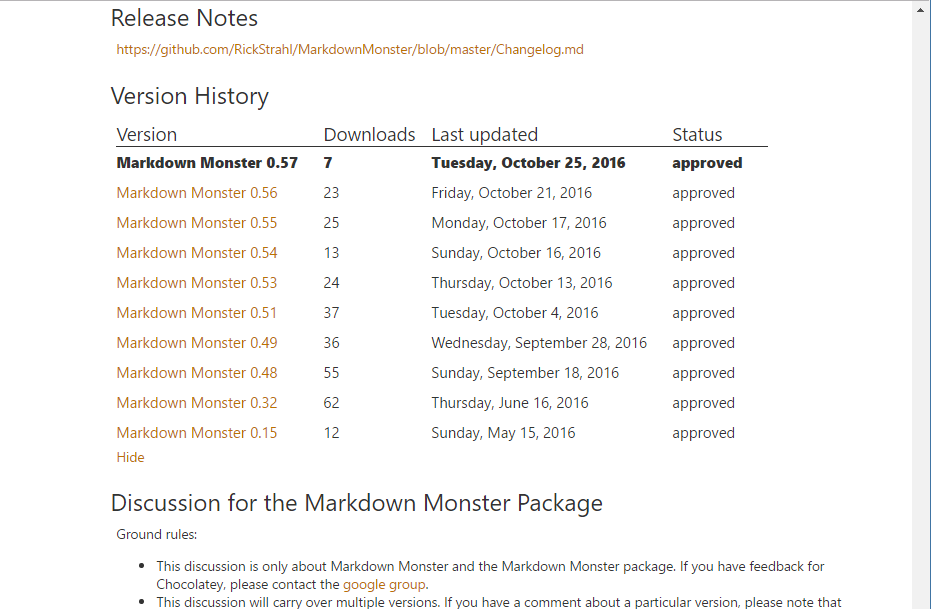 Release Notes
https://github.com/RickStrahl/MarkdownMonster/blob/master/Changelog.md
Version History
Version Downloads Last updated Status
Markdown Monster 0.57 7 Tuesday, October 25, 2016 approved
Markdown Monster 0.56 23 Friday, October 21, 2016 approved
Markdown Monster 0.55 25 Monday, October 17, 2016 approved
Markdown Monster 0.54 13 Sunday, October 16, 2016 approved
Markdown Monster 0.53 24 Thursday, October 13, 2016 approved
Markdown Monster 0.51 37 Tuesday, October 4, 2016 approved
Markdown Monster 0.49 36 Wednesday, September 28, 2016 approved
Markdown Monster 0.48 55 Sunday, September 18, 2016 approved
Markdown Monster 0.32 62 Thursday, June 16, 2016 approved
Markdown Monster 0.15 12 Sunday, May 15, 2016 approved
Hide
Discussion for the Markdown Monster Package
Ground rules:
• This discussion is only about Markdown Monster and the Markdown Monster package. If you have feedback for
Chocolatey, please contact the google group.
• This discussion will carry over multiple versions. If you have a comment about a particular version, please note that